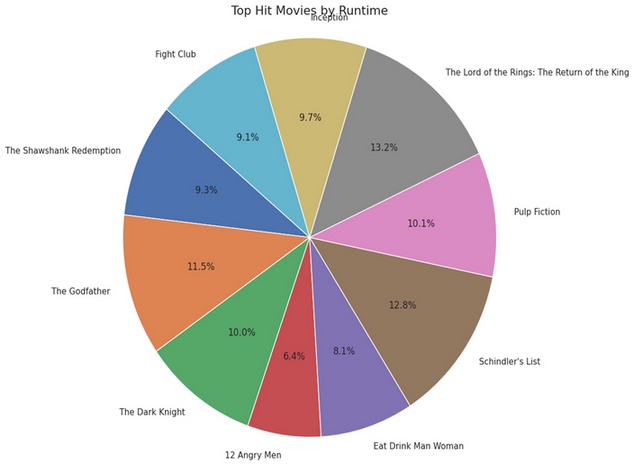 Top Hit Movies by Runtime
Inception
Fight Club
The Lord of the Rings: The Return of the King
9.7%
9.1%
13.2%
The Shawshank Redemption
9.3%
10.1%
Pulp Fiction
11.5%
The Godfather
12.8%
10.0%
6.4%
8.1%
Schindler's List
The Dark Knight
Eat Drink Man Woman
12 Angry Men